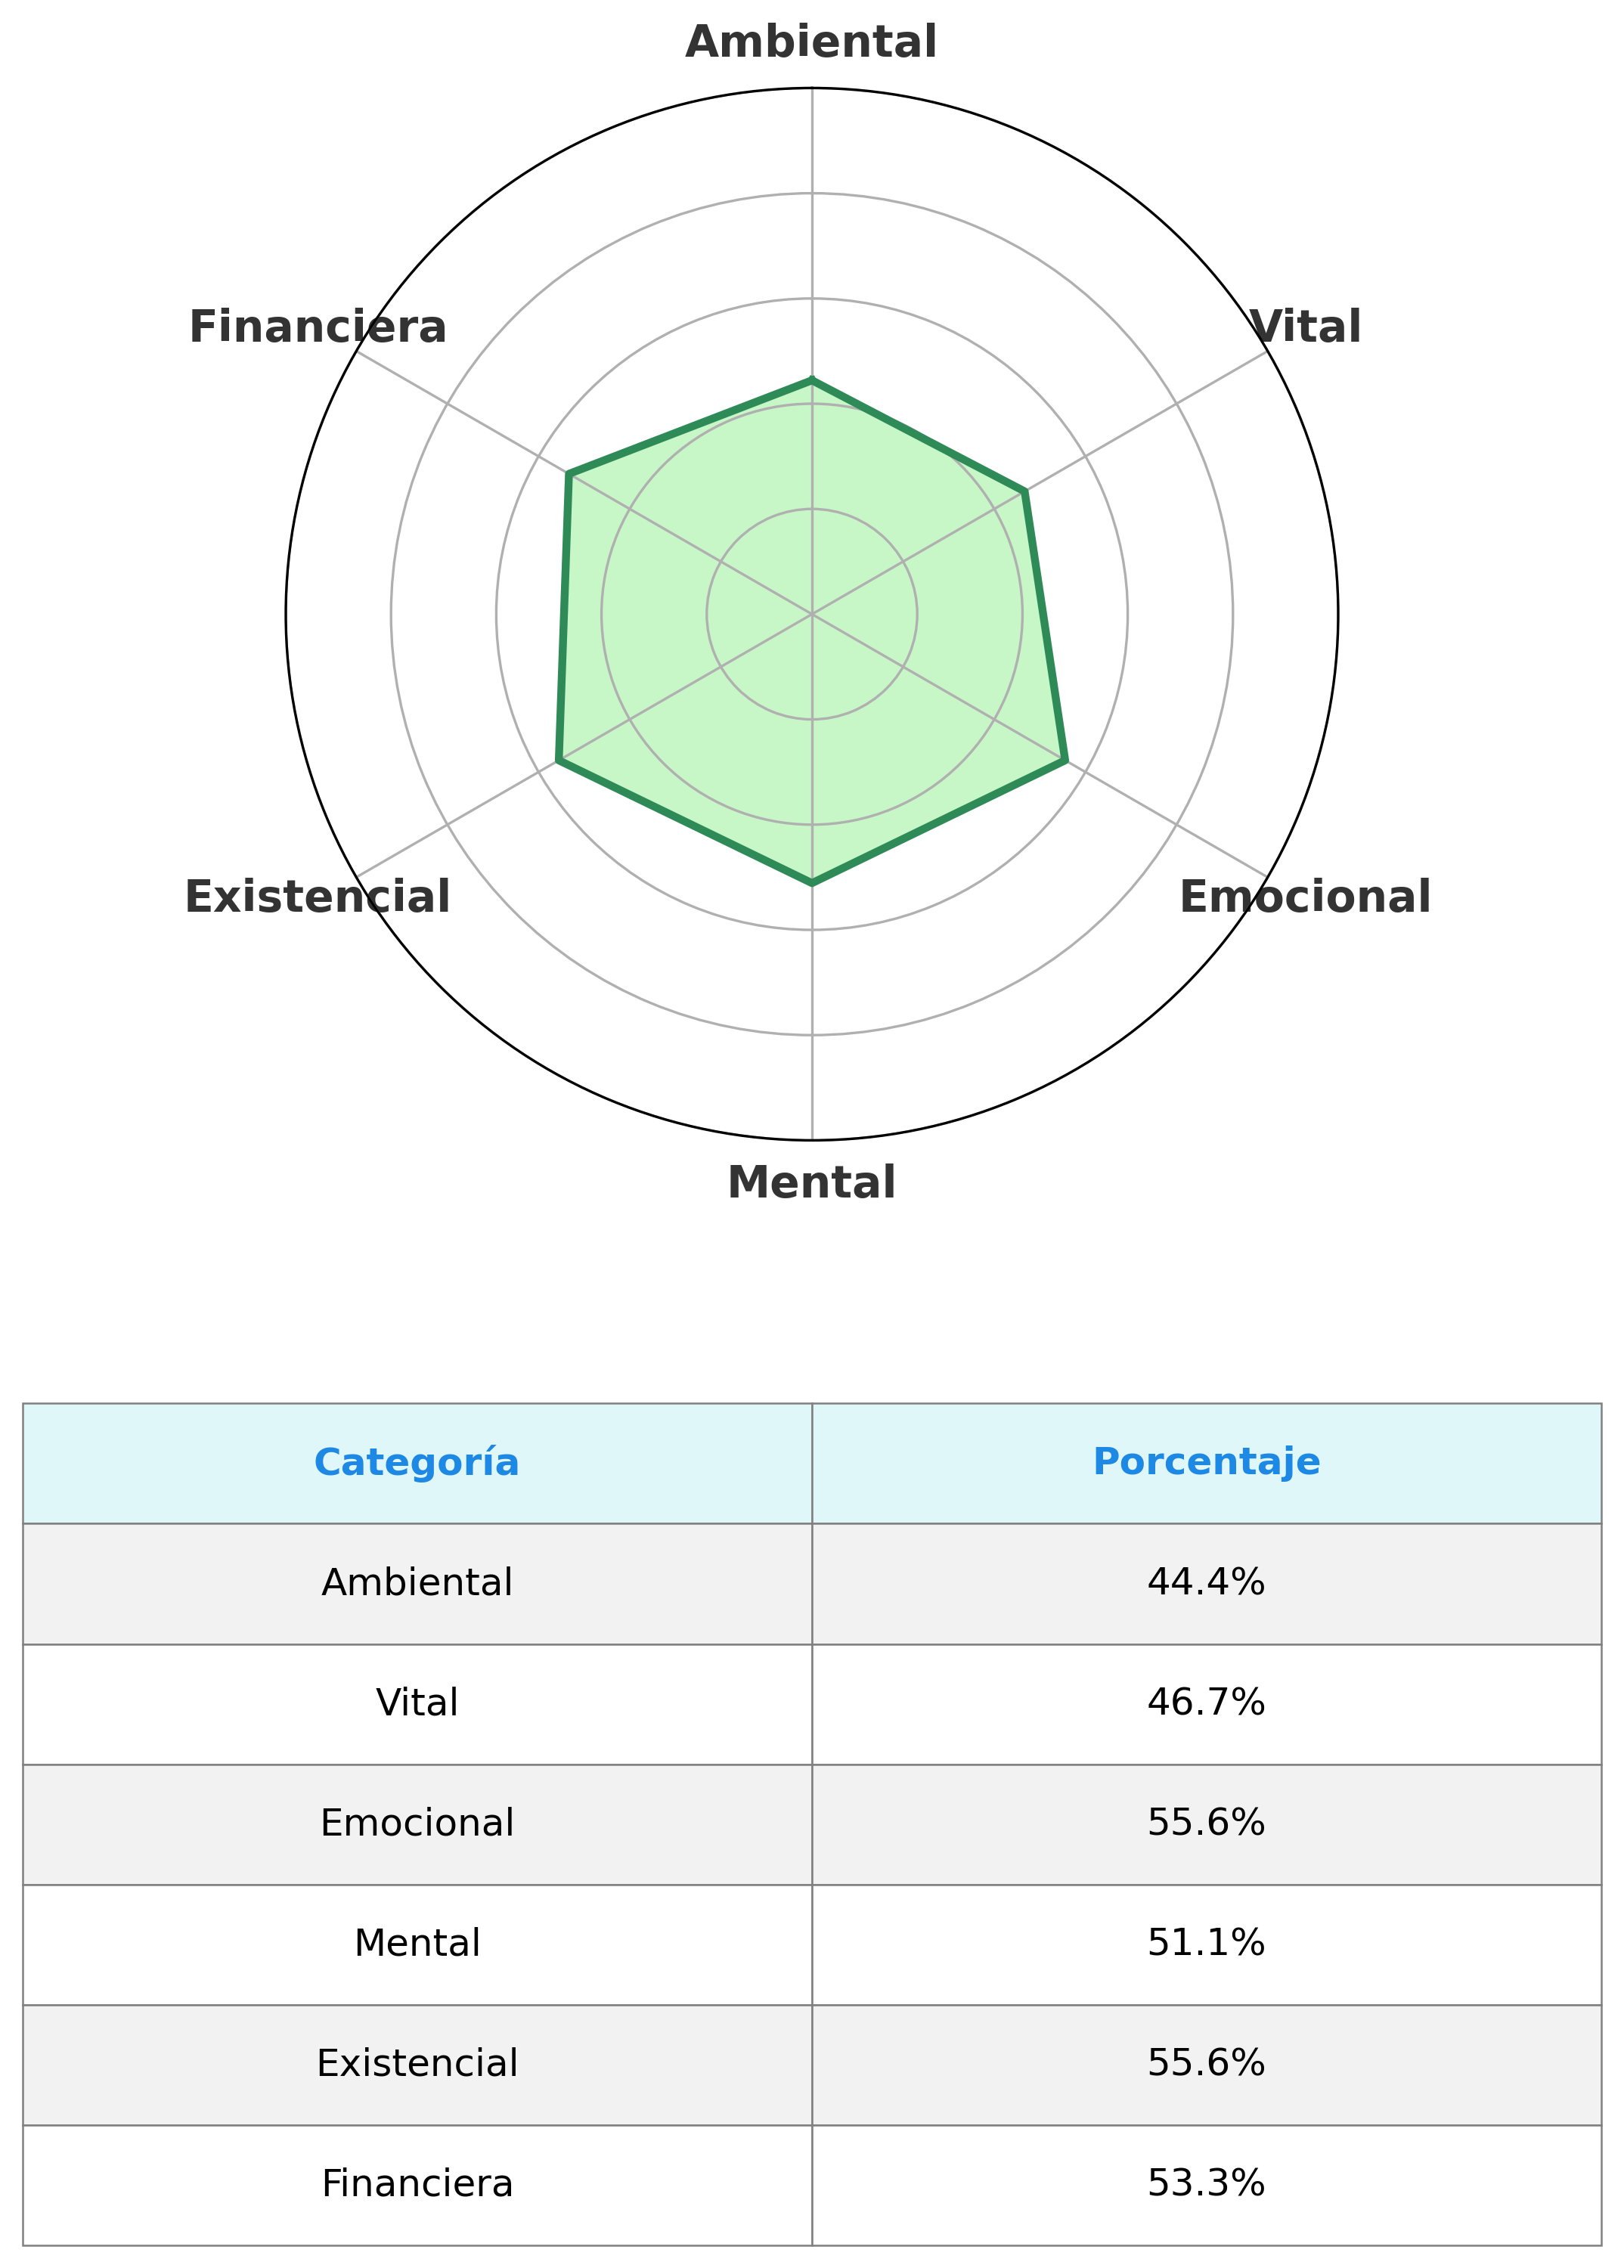 Ambiental
Financiera
Vital
Existencial
Emocional
Mental
Categoría Porcentaje
Ambiental 44.4%
Vital 46.7%
Emocional 55.6%
Mental 51.1%
Existencial 55.6%
Financiera 53.3%